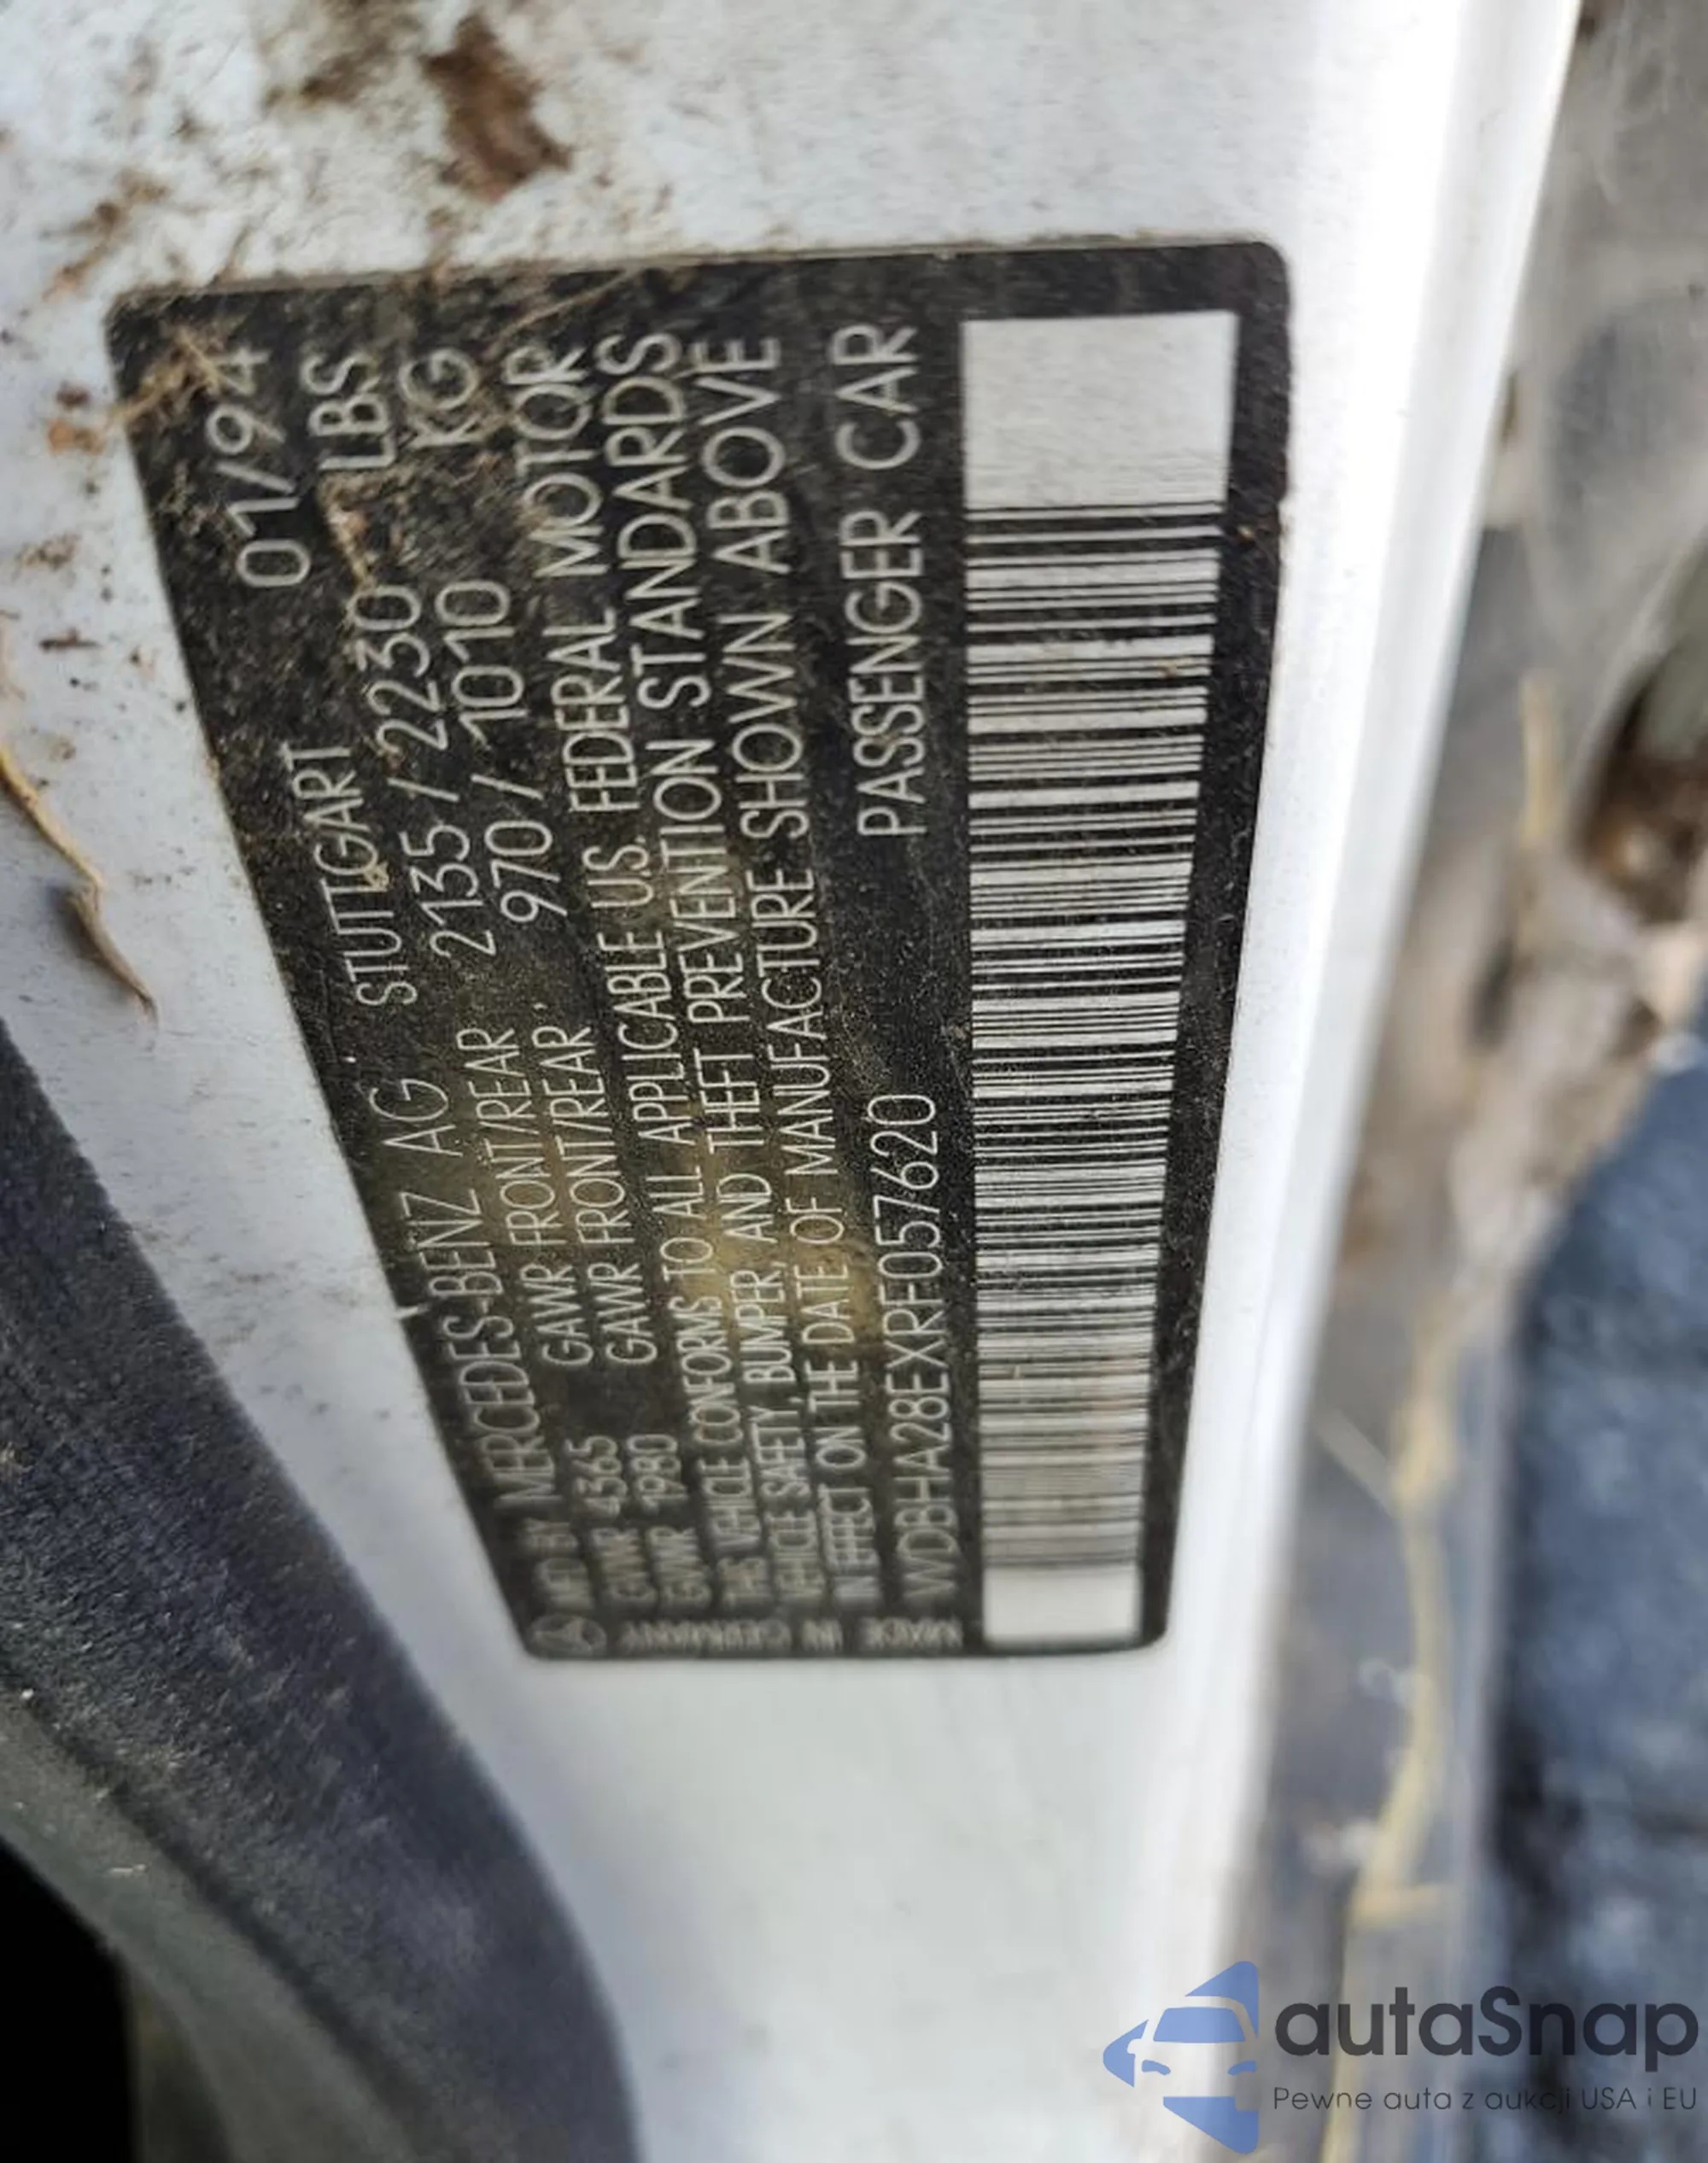 MFD BY MERCEDES-BENZ AG STUTTGART 01/94
GVWR 4365 GAWR FRONT/REAR 2135 / 2230 LBS
GVWR 1980 GAWR FRONT/REAR 970 / 1010 KG
THIS VEHICLE CONFORMS TO ALL APPLICABLE U.S. FEDERAL MOTOR
VEHICLE SAFETY, BUMPER, AND THEFT PREVENTION STANDARDS
IN EFFECT ON THE DATE OF MANUFACTURE SHOWN ABOVE
WDBHA28EXRF057620 PASSENGER CAR
MADE IN GERMANY
autaSnap
Pewne auta z aukcji USA i EU